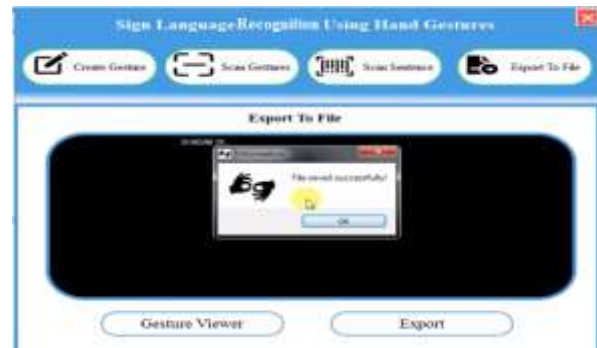 Sign Language Recognition Using Hand Gestures
Create Gesture
Scan Gestures
Scan Sentence
Export To File
Export To File
File saved successfully!
OK
Gesture Viewer
Export